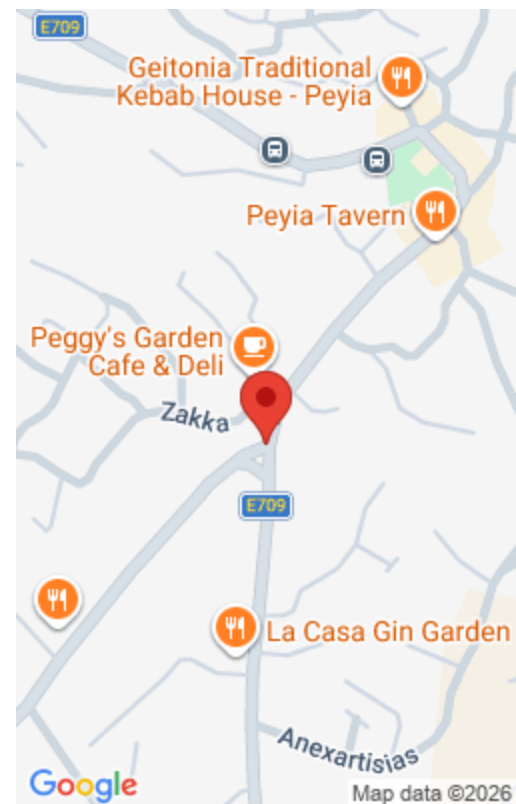 E709
Geitonia Traditional
Kebab House - Peyia
Peyia Tavern
Peggy's Garden
Cafe & Deli
Zakka
E709
La Casa Gin Garden
Anexartisias
Google
Map data ©2026